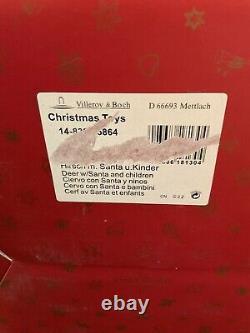 Villeroy & Boch
D 66693 Mettlach
Christmas Toys
Hirsch m. Santa u.Kinder
Deer w/Santa and children
Ciervo con Santa y ninos
Cervo con Santa e bambini
Cerf av Santa et enfants